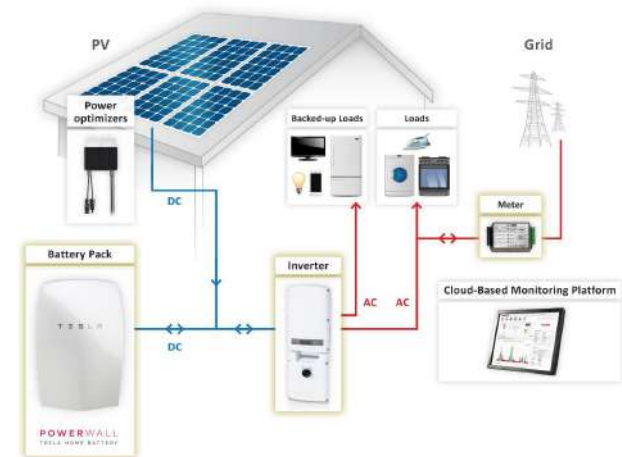 PV
Grid
Power
optimizers
Backed-up Loads
Loads
DC
Meter
Battery Pack
Inverter
AC
AC
Cloud-Based Monitoring Platform
TESLA
DC
POWERWALL
TESLA HOME BATTERY